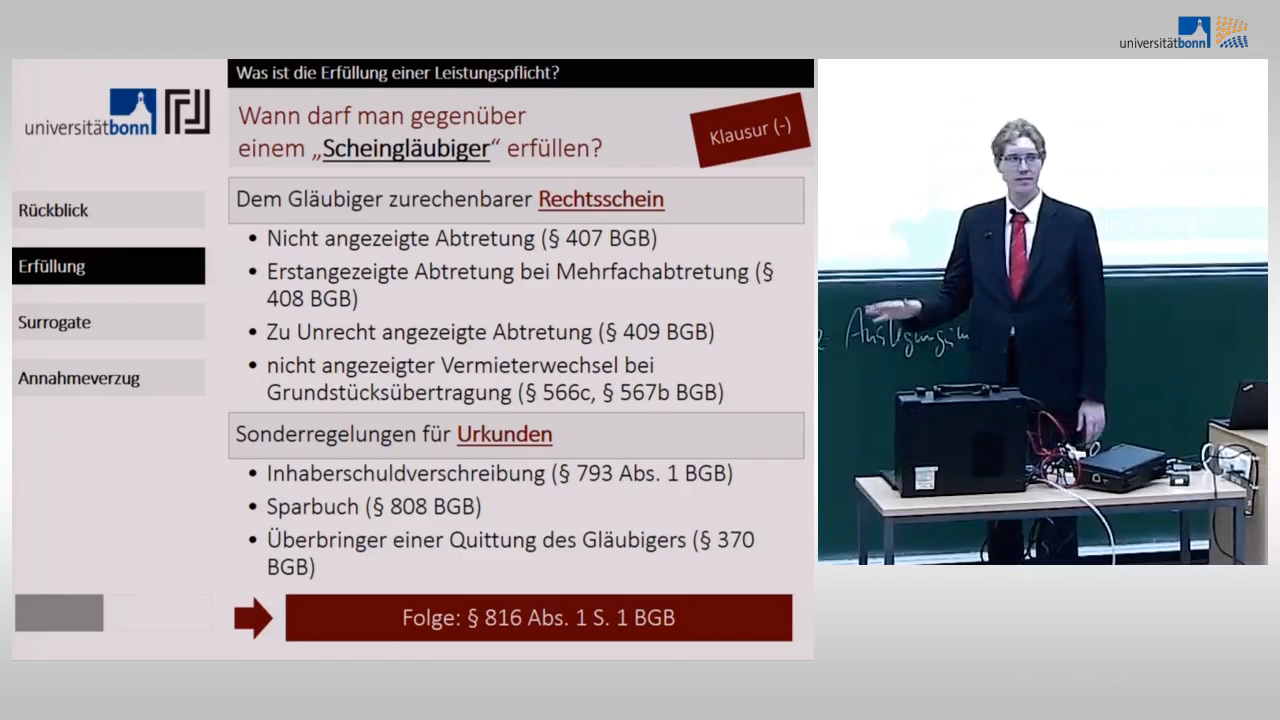 universitätbonn
Was ist die Erfüllung einer Leistungspflicht?
universitätbonn
Wann darf man gegenüber
einem „Scheingläubiger“ erfüllen?
Klausur (-)
Rückblick
Erfüllung
Surrogate
Annahmeverzug
Dem Gläubiger zurechenbarer Rechtsschein
• Nicht angezeigte Abtretung (§ 407 BGB)
• Erstangezeigte Abtretung bei Mehrfachabtretung (§
408 BGB)
• Zu Unrecht angezeigte Abtretung (§ 409 BGB)
• nicht angezeigter Vermieterwechsel bei
Grundstücksübertragung (§ 566c, § 567b BGB)
Sonderregelungen für Urkunden
• Inhaberschuldverschreibung (§ 793 Abs. 1 BGB)
• Sparbuch (§ 808 BGB)
• Überbringer einer Quittung des Gläubigers (§ 370
BGB)
Folge: § 816 Abs. 1 S. 1 BGB